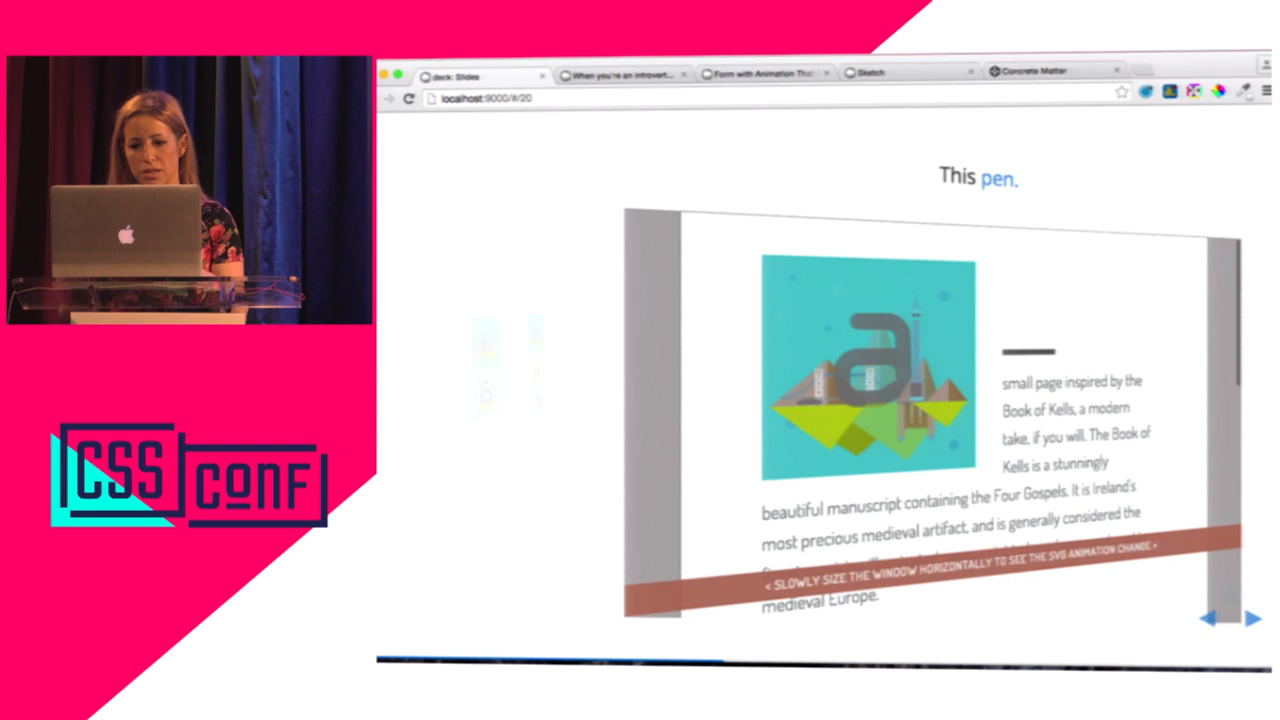 deck: Slides
When you're an introvert...
Form with Animation That
Sketch
Concrete Matter
localhost:9000/#/20
This pen.
a
small page inspired by the
Book of Kells, a modern
take, if you will. The Book of
Kells is a stunningly
beautiful manuscript containing the Four Gospels. It is Ireland's
most precious medieval artifact, and is generally considered the
< SLOWLY SIZE THE WINDOW HORIZONTALLY TO SEE THE SVG ANIMATION CHANGE >
medieval Europe.
CSS
CONF